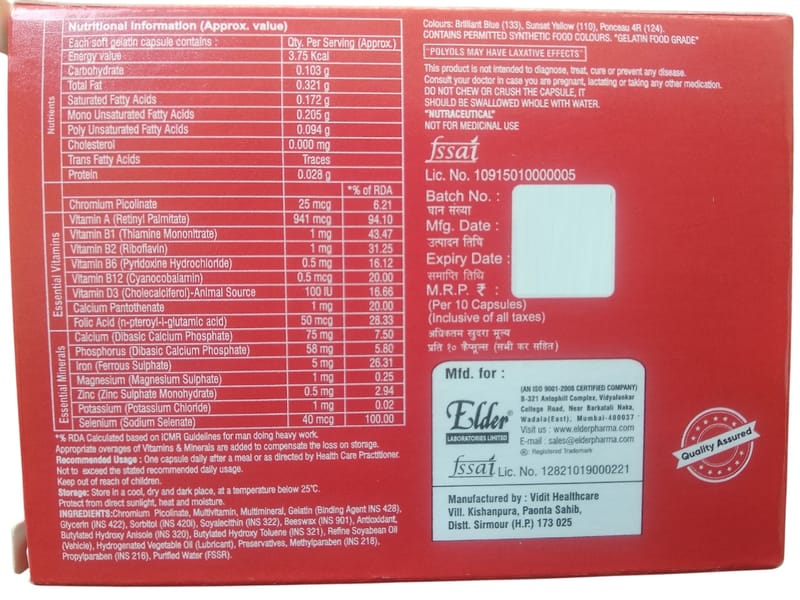 Nutritional Information (Approx. value)
Each soft gelatin capsule contains : Qty. Per Serving (Approx.)
Nutrients
Energy value 3.75 Kcal
Carbohydrate 0.103 g
Total Fat 0.321 g
Saturated Fatty Acids 0.172 g
Mono Unsaturated Fatty Acids 0.205 g
Poly Unsaturated Fatty Acids 0.094 g
Cholesterol 0.000 mg
Trans Fatty Acids Traces
Protein 0.028 g
*% of RDA
Chromium Picolinate 25 mcg 6.21
Essential Vitamins
Vitamin A (Retinyl Palmitate) 941 mcg 94.10
Vitamin B1 (Thiamine Mononitrate) 1 mg 43.47
Vitamin B2 (Riboflavin) 1 mg 31.25
Vitamin B6 (Pyridoxine Hydrochloride) 0.5 mg 16.12
Vitamin B12 (Cyanocobalamin) 0.5 mcg 20.00
Vitamin D3 (Cholecalciferol)-Animal Source 100 IU 16.66
Calcium Pantothenate 1 mg 20.00
Folic Acid (n-pteroyl-l-glutamic acid) 50 mcg 28.33
Essential Minerals
Calcium (Dibasic Calcium Phosphate) 75 mg 7.50
Phosphorus (Dibasic Calcium Phosphate) 58 mg 5.80
Iron (Ferrous Sulphate) 5 mg 26.31
Magnesium (Magnesium Sulphate) 1 mg 0.25
Zinc (Zinc Sulphate Monohydrate) 0.5 mg 2.94
Potassium (Potassium Chloride) 1 mg 0.02
Selenium (Sodium Selenate) 40 mcg 100.00
*% RDA Calculated based on ICMR Guidelines for man doing heavy work.
Appropriate overages of Vitamins & Minerals are added to compensate the loss on storage.
Recommended Usage : One capsule daily after a meal or as directed by Health Care Practitioner.
Not to exceed the stated recommended daily usage.
Keep out of reach of children.
Storage: Store in a cool, dry and dark place, at a temperature below 25°C.
Protect from direct sunlight, heat and moisture.
INGREDIENTS:Chromium Picolinate, Multivitamin, Multimineral, Gelatin (Binding Agent INS 428),
Glycerin (INS 422), Sorbitol (INS 420I), Soyalecithin (INS 322), Beeswax (INS 901), Antioxidant,
Butylated Hydroxy Anisole (INS 320), Butylated Hydroxy Toluene (INS 321), Refine Soyabean Oil
(Vehicle), Hydrogenated Vegetable Oil (Lubricant), Preservatives, Methylparaben (INS 218),
Propylparaben (INS 216), Purified Water (FSSR).
Colours: Brilliant Blue (133), Sunset Yellow (110), Ponceau 4R (124).
CONTAINS PERMITTED SYNTHETIC FOOD COLOURS. "GELATIN FOOD GRADE"
"POLYOLS MAY HAVE LAXATIVE EFFECTS"
This product is not intended to diagnose, treat, cure or prevent any disease.
Consult your doctor in case you are pregnant, lactating or taking any other medication.
DO NOT CHEW OR CRUSH THE CAPSULE, IT
SHOULD BE SWALLOWED WHOLE WITH WATER.
"NUTRACEUTICAL"
NOT FOR MEDICINAL USE
fssai
Lic. No. 10915010000005
Batch No. :
घान संख्या
Mfg. Date :
उत्पादन तिथि
Expiry Date :
समाप्ति तिथि
M.R.P. ₹ :
(Per 10 Capsules)
(Inclusive of all taxes)
अधिकतम खुदरा मूल्य
प्रति १० कैप्सूल्स (सभी कर सहित)
Mfd. for :
(AN ISO 9001-2008 CERTIFIED COMPANY)
Elder®
LABORATORIES LIMITED
B-321 Antophill Complex, Vidyalankar
College Road, Near Barkatali Naka,
Wadala(East), Mumbai-400037
Visit us : www.elderpharma.com
E-mail : sales@elderpharma.com
®: Registered Trademark
fssai Lic. No. 12821019000221
Manufactured by : Vidit Healthcare
Vill. Kishanpura, Paonta Sahib,
Distt. Sirmour (H.P.) 173 025
Quality Assured